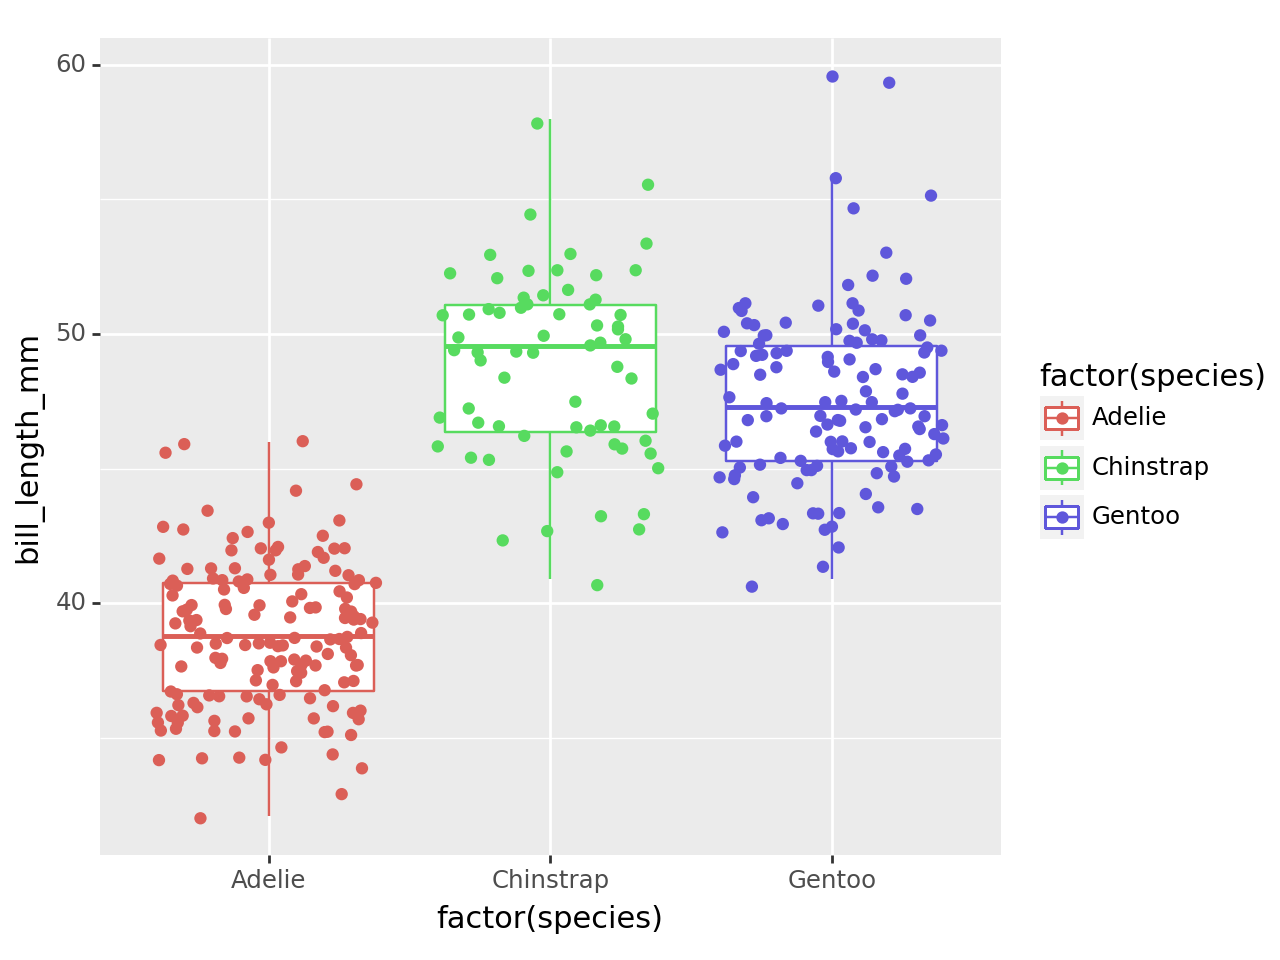 60
50
40
bill_length_mm
Adelie
Chinstrap
Gentoo
factor(species)
factor(species)
Adelie
Chinstrap
Gentoo